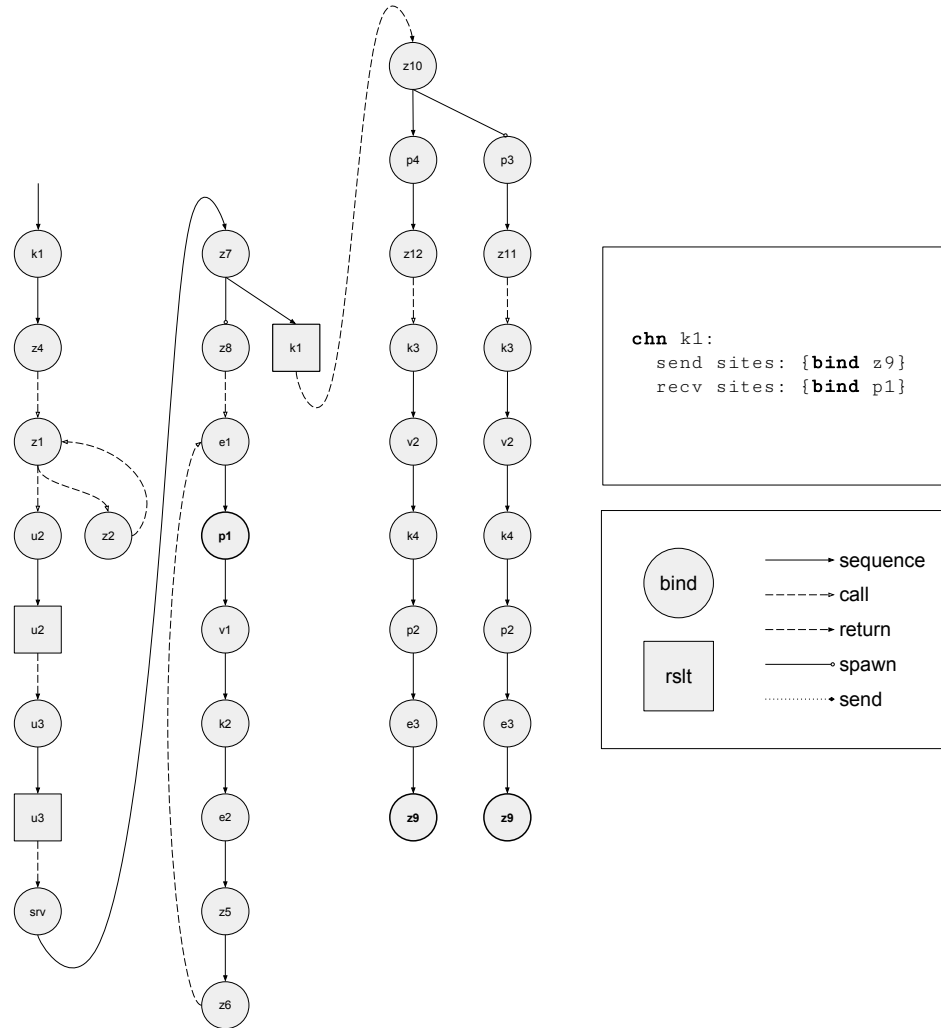 z10
p4
p3
k1
z7
z12
z11
z4
z8
k1
k3
k3
chn k1:
send sites: {bind z9}
recv sites: {bind p1}
z1
e1
v2
v2
u2
z2
p1
k4
k4
u2
v1
p2
p2
u3
k2
e3
e3
u3
e2
z9
z9
srv
z5
z6
bind
rslt
sequence
call
return
spawn
send